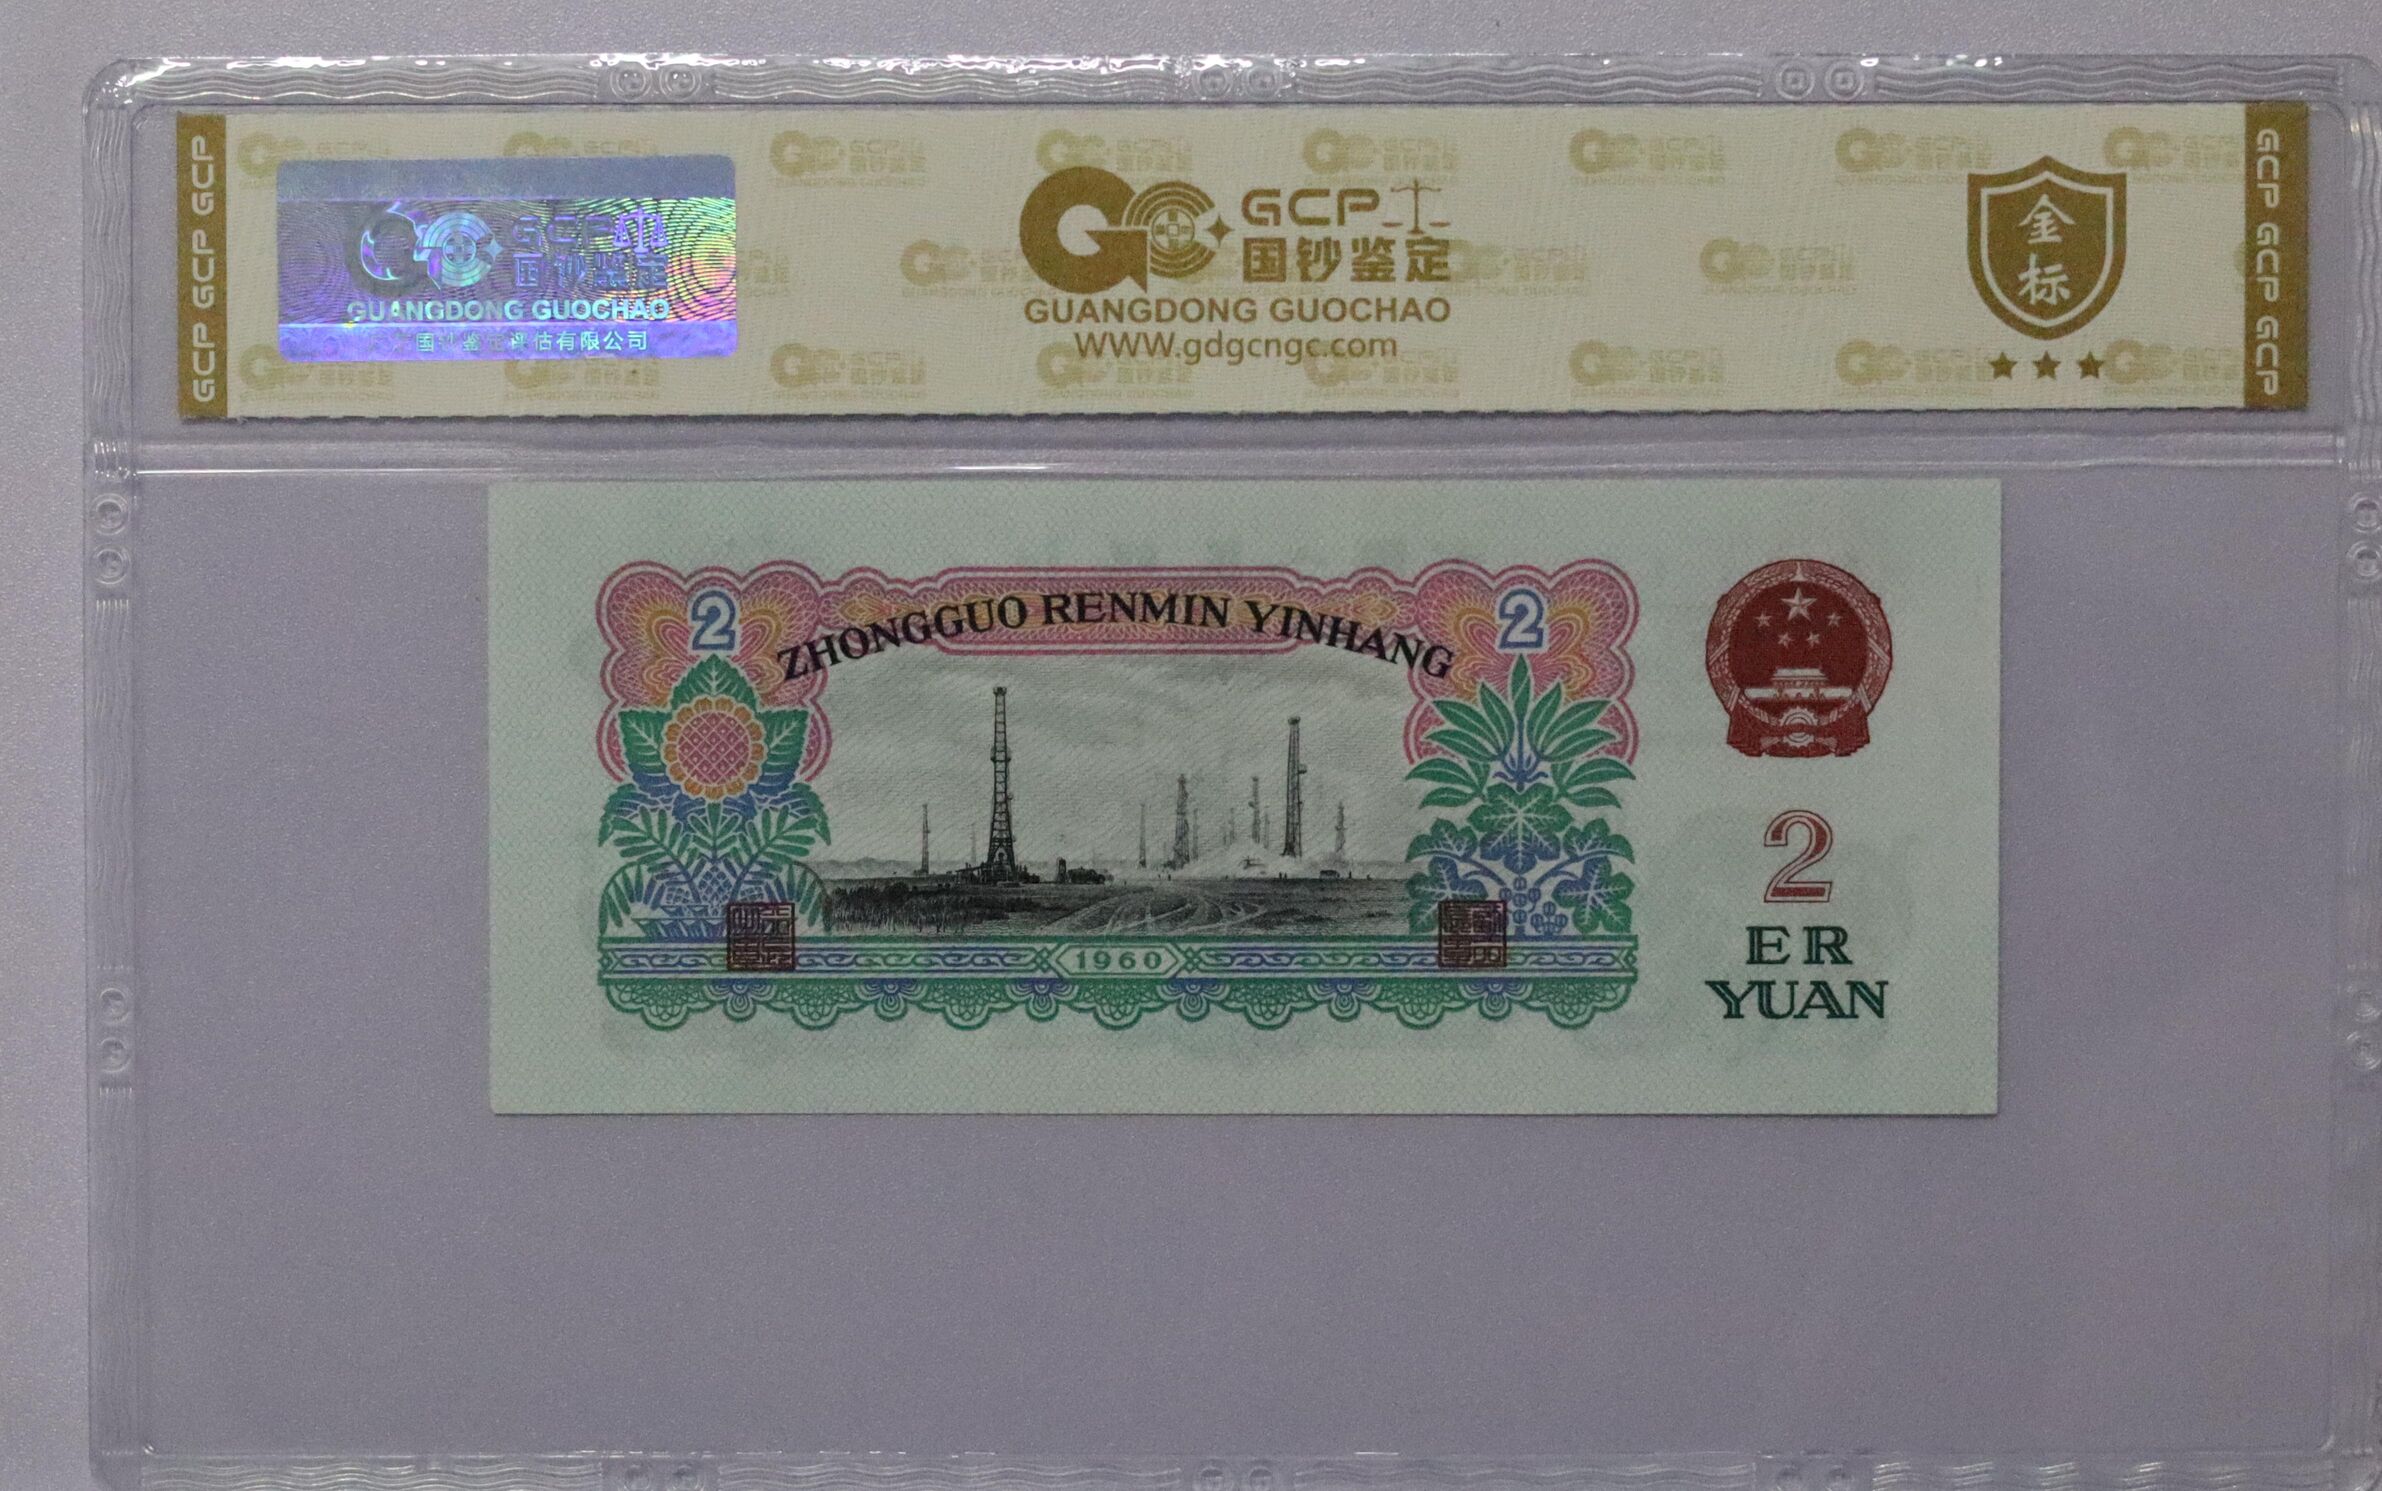 GCP GCP GCP
GCP
国钞鉴定
GUANGDONG GUOCHAO
国钞鉴定评估有限公司
GCP
国钞鉴定
GUANGDONG GUOCHAO
WWW.gdgcngc.com
金
标
GCP GCP GCP
2
ZHONGGUO RENMIN YINHANG
2
1960
2
ER
YUAN